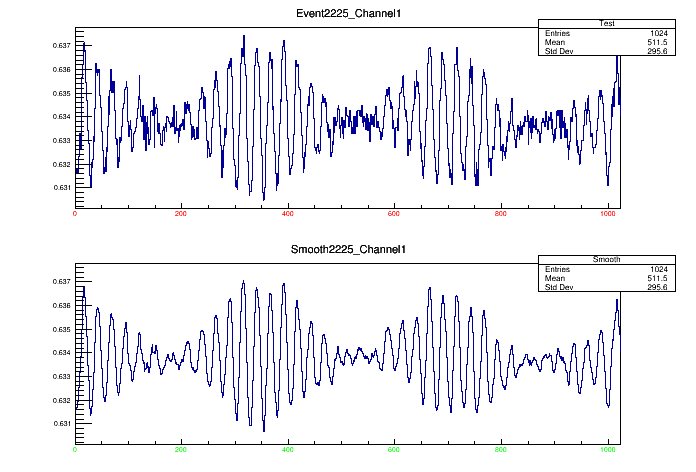 Event2225_Channel1
Test
Entries 1024
Mean 511.5
Std Dev 295.6
0.637
0.636
0.635
0.634
0.633
0.632
0.631
0 200 400 600 800 1000
Smooth2225_Channel1
Smooth
Entries 1024
Mean 511.5
Std Dev 295.6
0.637
0.636
0.635
0.634
0.633
0.632
0.631
0 200 400 600 800 1000